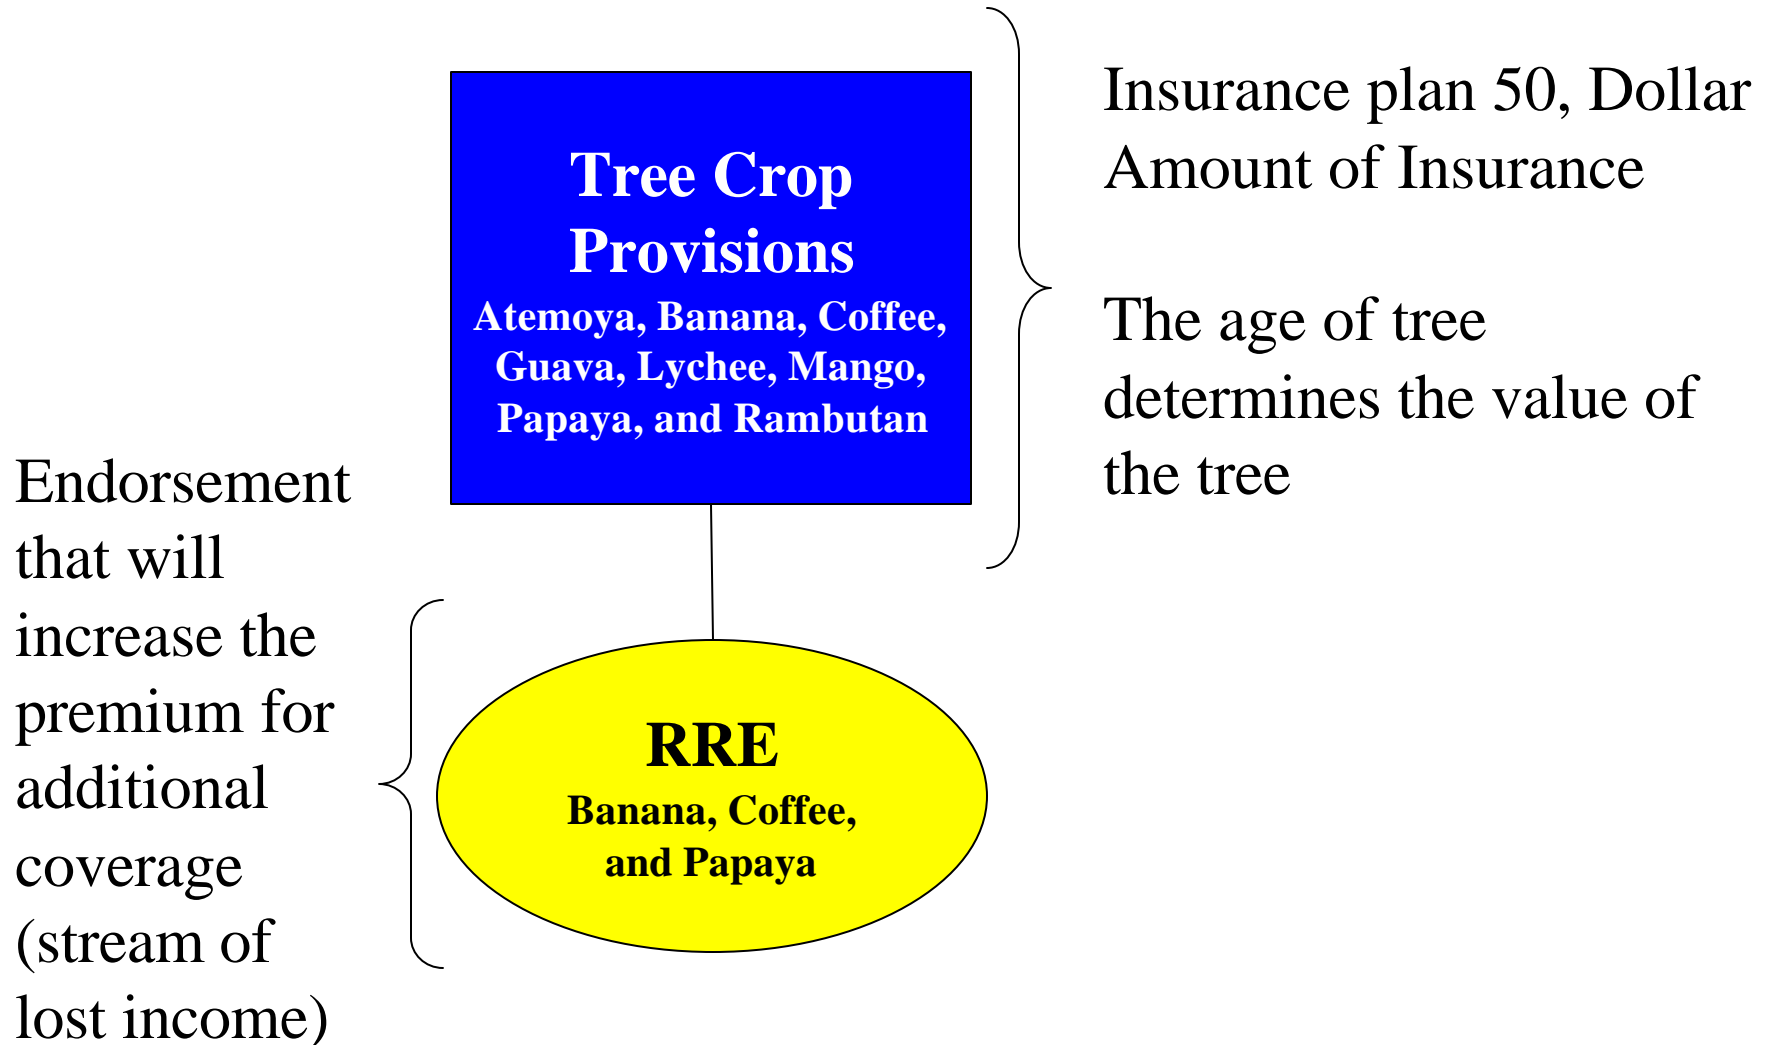 Tree Crop
Provisions
Atemoya, Banana, Coffee,
Guava, Lychee, Mango,
Papaya, and Rambutan
Insurance plan 50, Dollar
Amount of Insurance
The age of tree
determines the value of
the tree
Endorsement
that will
increase the
premium for
additional
coverage
(stream of
lost income)
RRE
Banana, Coffee,
and Papaya